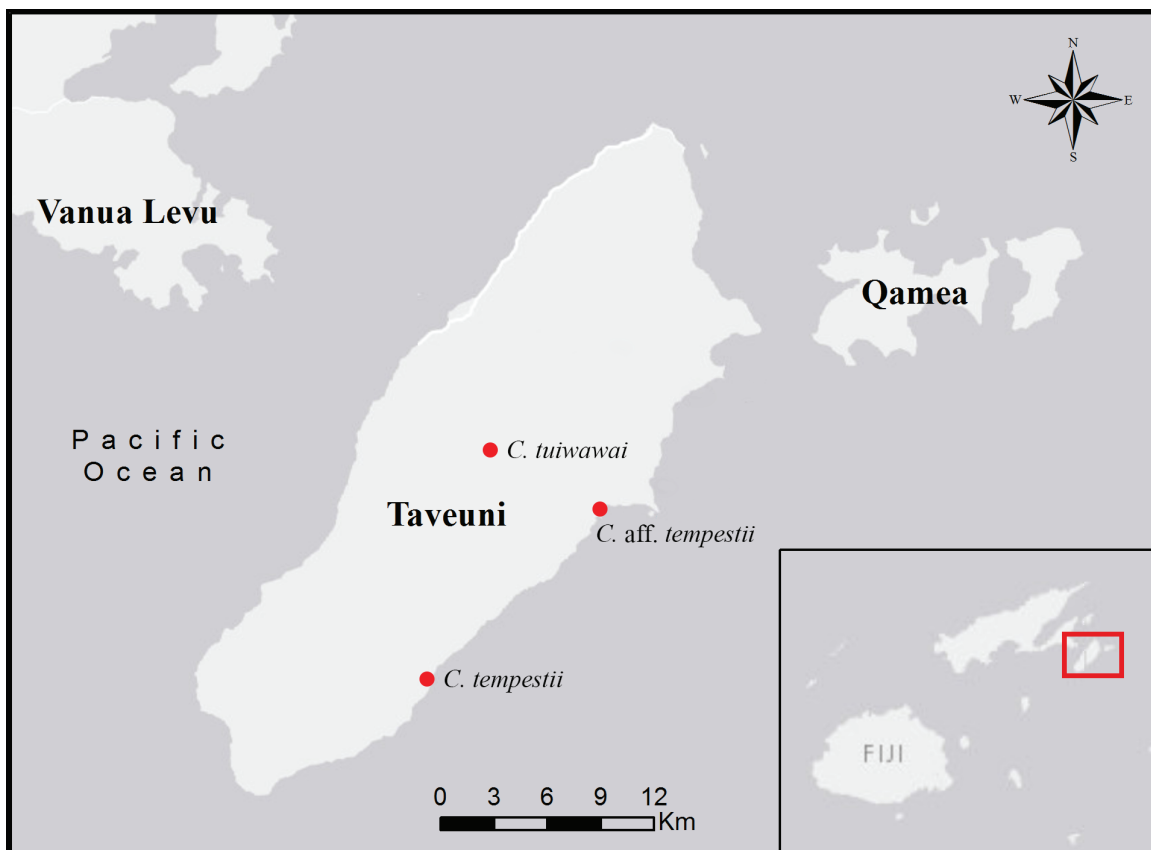 N
W
E
S
Vanua Levu
Qamea
Pacific
Ocean
C. tuiwawai
Taveuni
C. aff. tempestii
C. tempestii
FIJI
0 3 6 9 12
Km